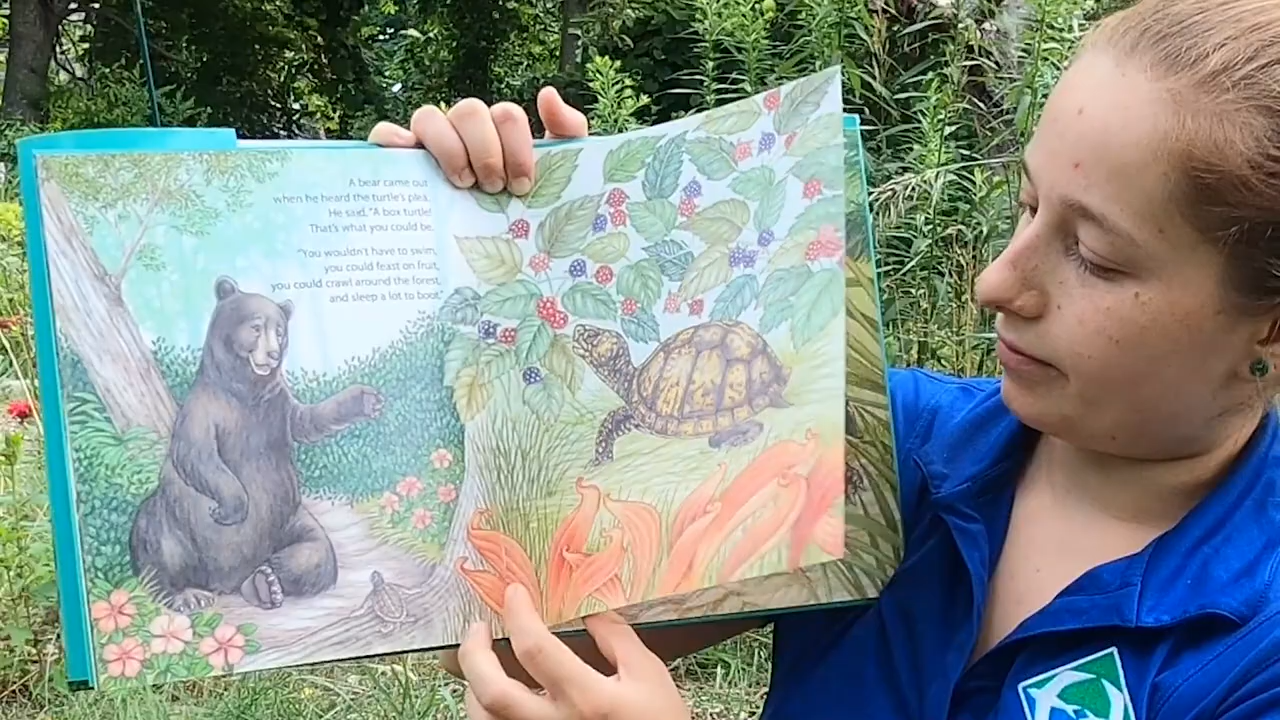 A bear came out
when he heard the turtle's plea.
He said, "A box turtle!
That's what you could be.
"You wouldn't have to swim,
you could feast on fruit,
you could crawl around the forest,
and sleep a lot to boot."